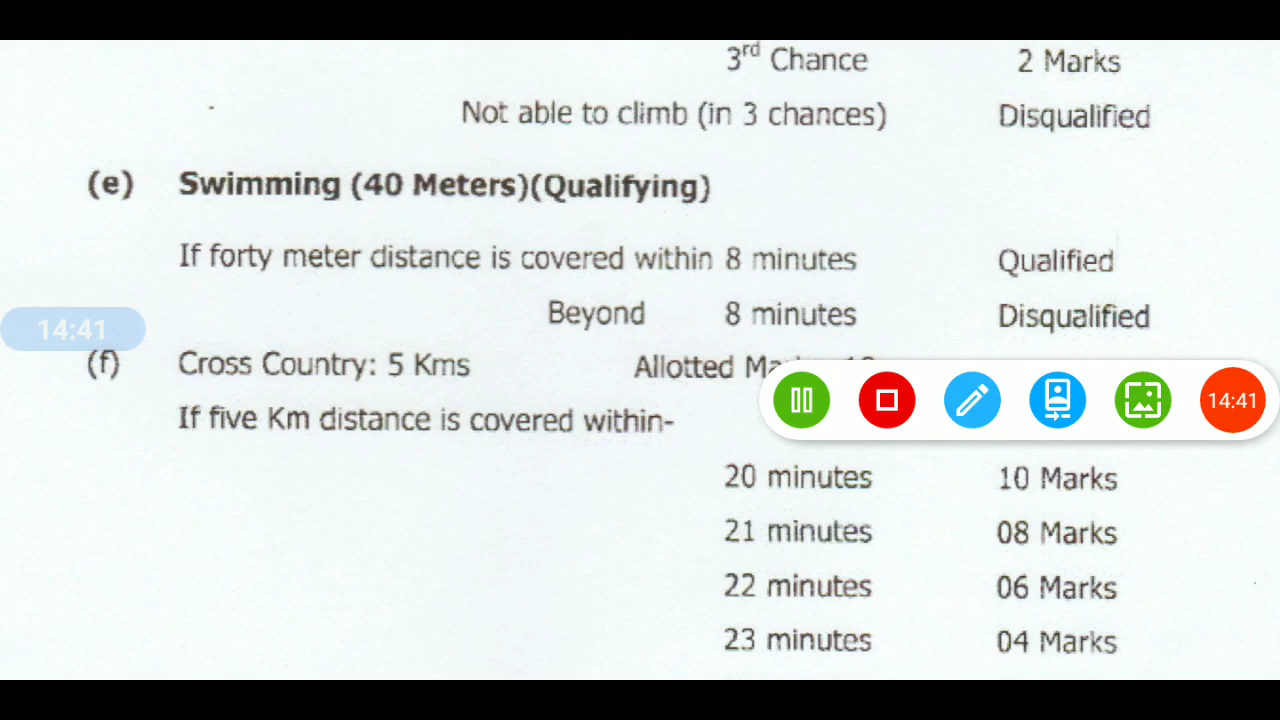 3rd Chance 2 Marks
Not able to climb (in 3 chances) Disqualified
(e) Swimming (40 Meters)(Qualifying)
If forty meter distance is covered within 8 minutes Qualified
Beyond 8 minutes Disqualified
14:41
(f) Cross Country: 5 Kms Allotted
14:41
If five Km distance is covered within-
20 minutes 10 Marks
21 minutes 08 Marks
22 minutes 06 Marks
23 minutes 04 Marks